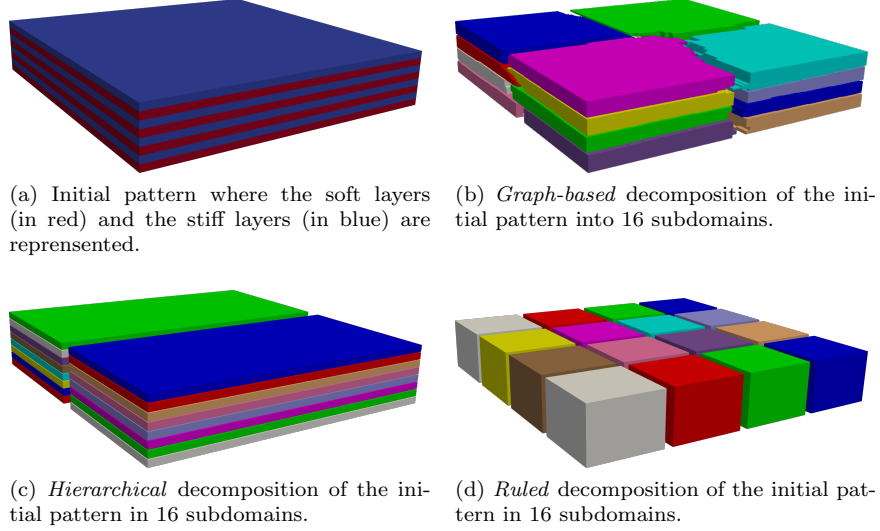 (a) Initial pattern where the soft layers
(in red) and the stiff layers (in blue) are
reprensented.
(b) Graph-based decomposition of the ini-
tial pattern into 16 subdomains.
(c) Hierarchical decomposition of the ini-
tial pattern in 16 subdomains.
(d) Ruled decomposition of the initial pat-
tern in 16 subdomains.